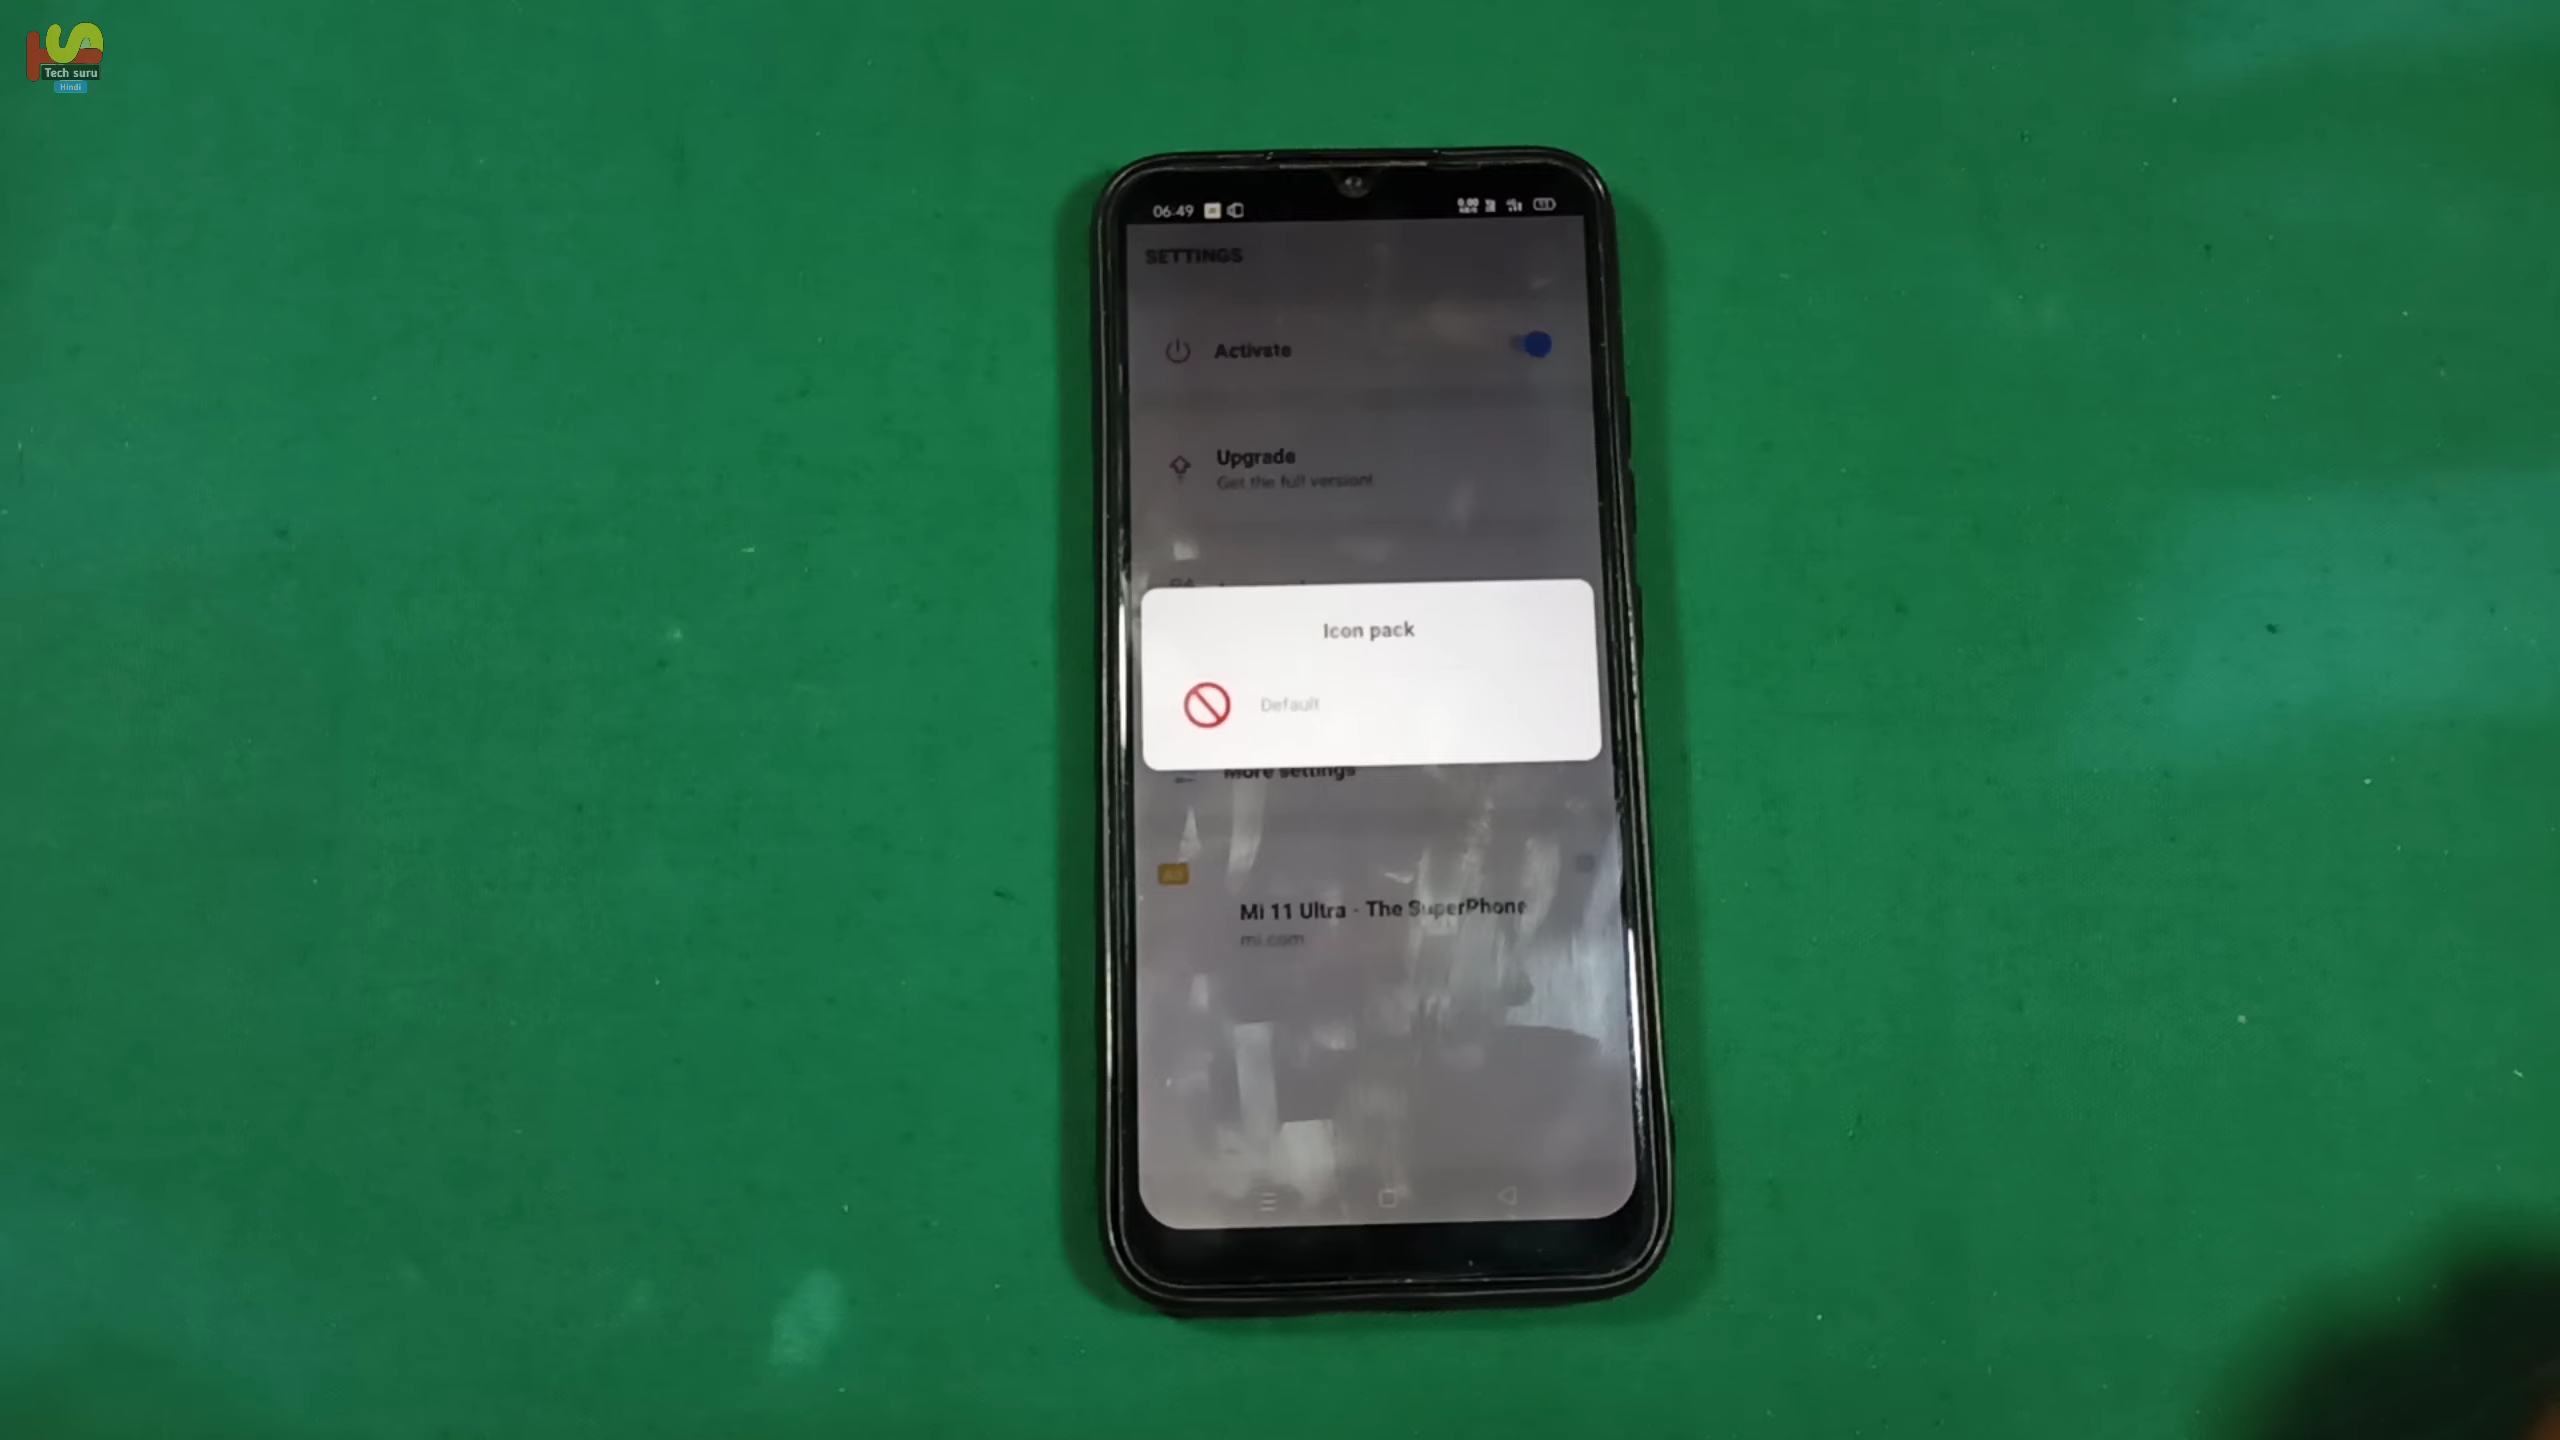 Tech suru
Hindi
06:49
SETTINGS
Activate
Upgrade
Get the full version!
Icon pack
Default
More settings
AD
Mi 11 Ultra - The SuperPhone
mi.com